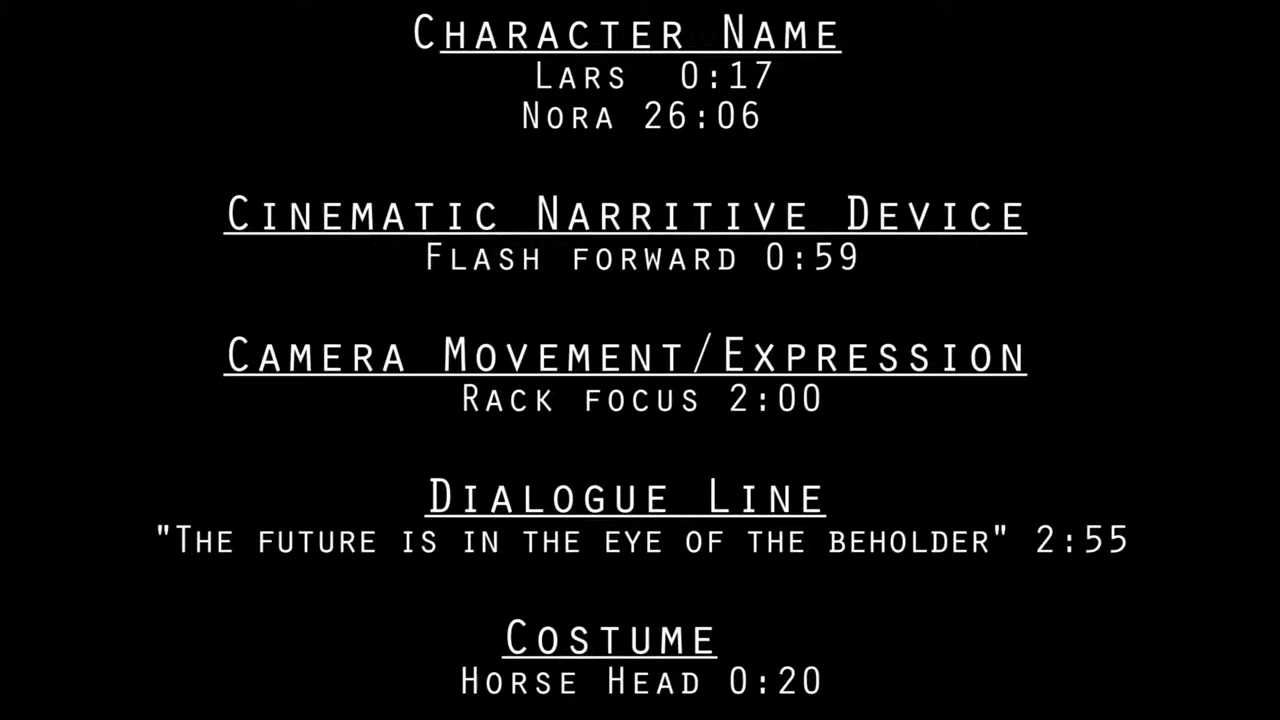 Character Name
Lars 0:17
Nora 26:06
Cinematic Narritive Device
Flash forward 0:59
Camera Movement/Expression
Rack focus 2:00
Dialogue Line
"The future is in the eye of the beholder" 2:55
Costume
Horse Head 0:20